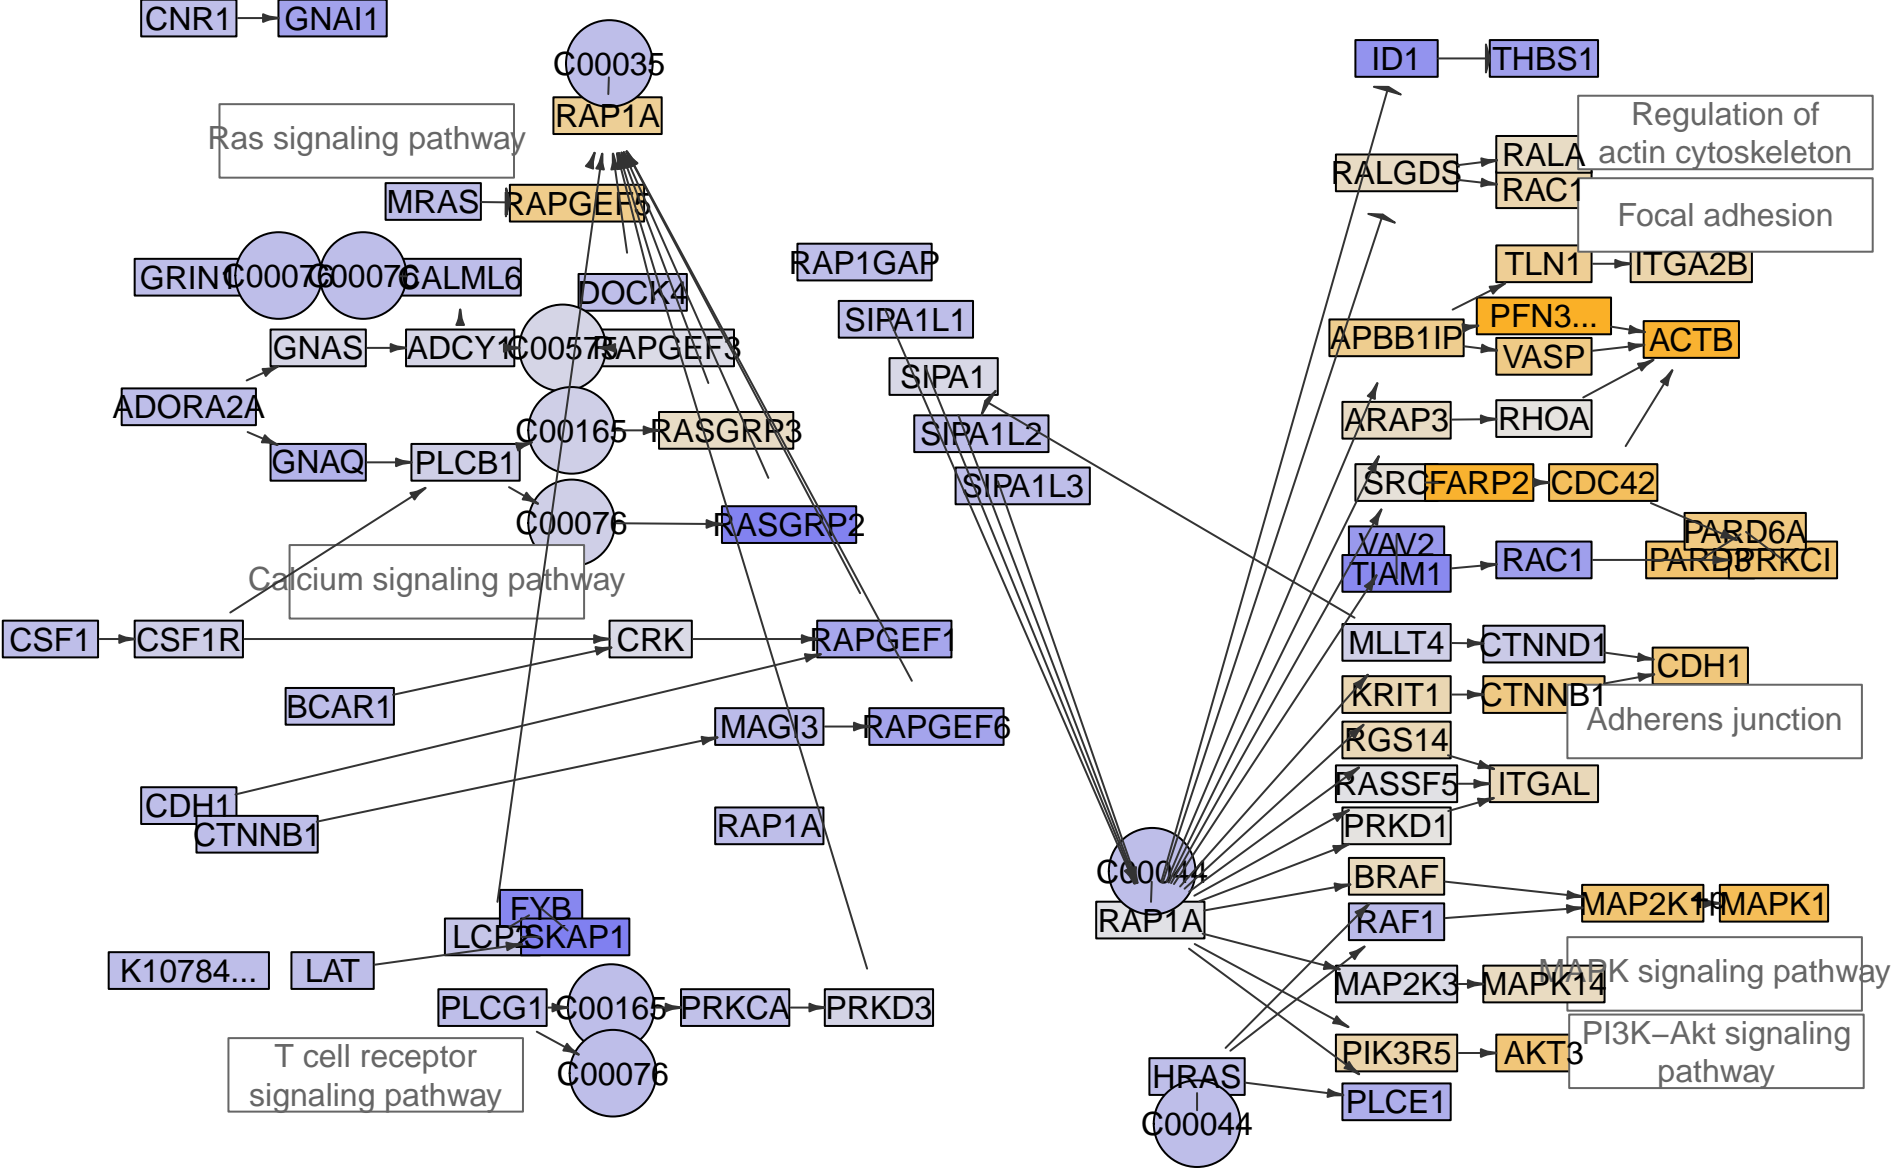 CNR1
GNAI1
C00035
RAP1A
Ras signaling pathway
MRAS
RAPGEF5
GRIN1
C00076
C00076
CALML6
DOCK4
GNAS
ADCY1
C00575
RAPGEF3
ADORA2A
GNAQ
PLCB1
C00165
RASGRP3
C00076
RASGRP2
Calcium signaling pathway
CSF1
CSF1R
CRK
RAPGEF1
BCAR1
MAGI3
RAPGEF6
CDH1
CTNNB1
RAP1A
FYB
LCP2
SKAP1
K10784...
LAT
PLCG1
C00165
PRKCA
PRKD3
C00076
T cell receptor
signaling pathway
RAP1GAP
SIPA1L1
SIPA1
SIPA1L2
SIPA1L3
C00044
RAP1A
HRAS
C00044
ID1
THBS1
Regulation of
actin cytoskeleton
RALGDS
RALA
RAC1
Focal adhesion
TLN1
ITGA2B
APBB1IP
PFN3...
VASP
ACTB
ARAP3
RHOA
SRC
FARP2
CDC42
VAV2
TIAM1
RAC1
PARD6A
PARD3
PRKCI
MLLT4
CTNND1
CDH1
KRIT1
CTNNB1
Adherens junction
RGS14
RASSF5
ITGAL
PRKD1
BRAF
RAF1
MAP2K1
+p
MAPK1
MAP2K3
MAPK14
MAPK signaling pathway
PIK3R5
AKT3
PI3K−Akt signaling
pathway
PLCE1